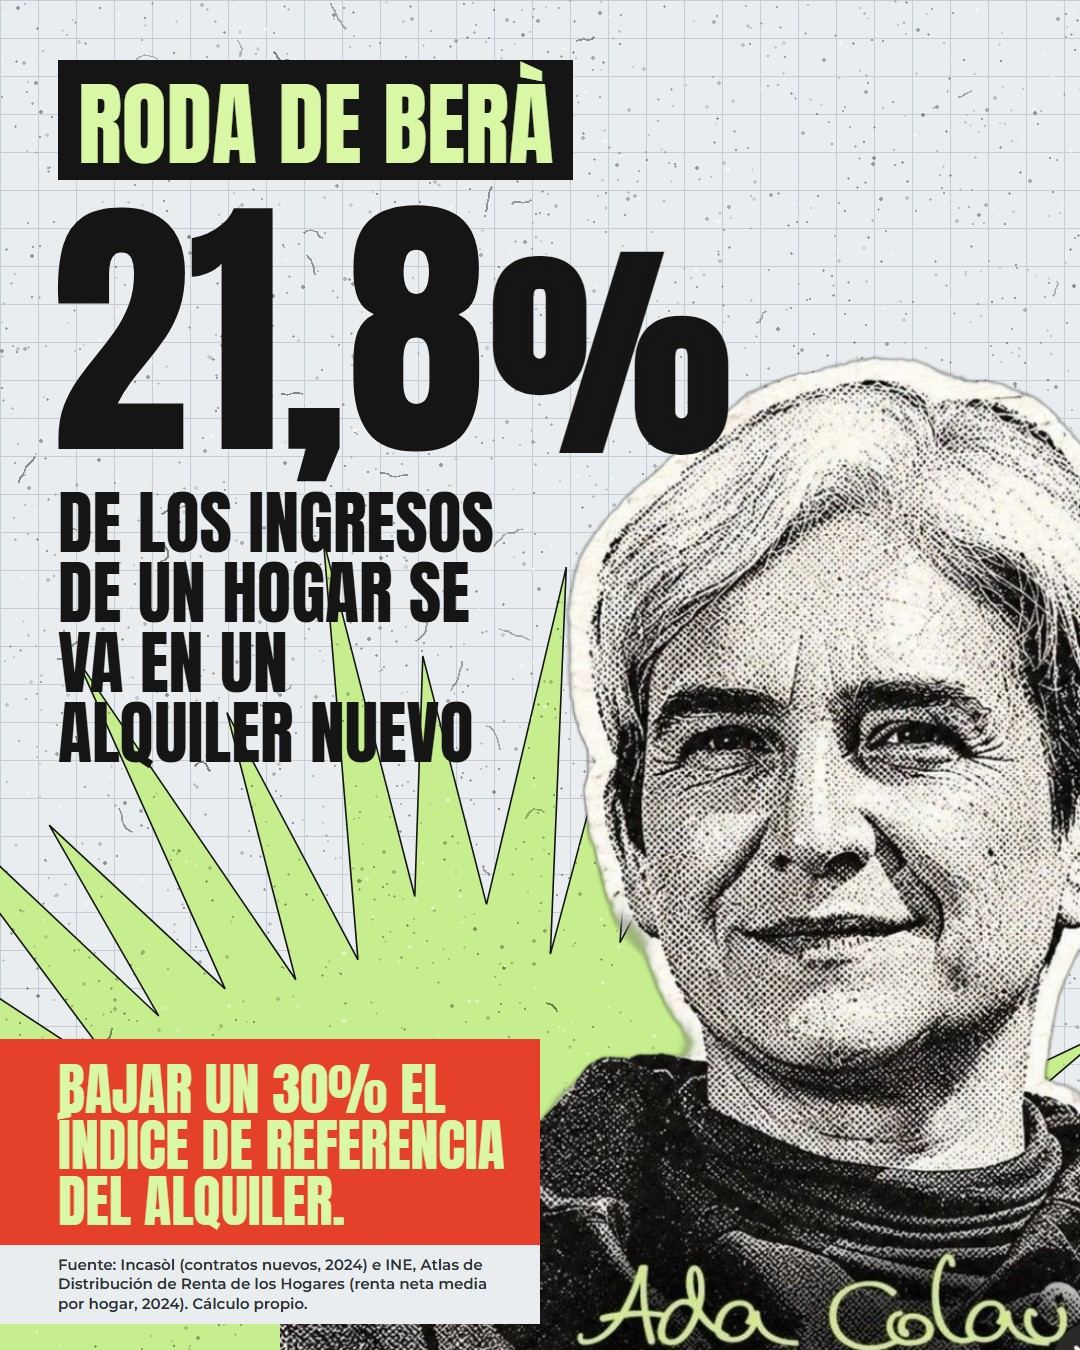 RODA DE BERÀ
21,8%
DE LOS INGRESOS
DE UN HOGAR SE
VA EN UN
ALQUILER NUEVO
BAJAR UN 30% EL
ÍNDICE DE REFERENCIA
DEL ALQUILER.
Fuente: Incasòl (contratos nuevos, 2024) e INE, Atlas de
Distribución de Renta de los Hogares (renta neta media
por hogar, 2024). Cálculo propio.
Ada Colau